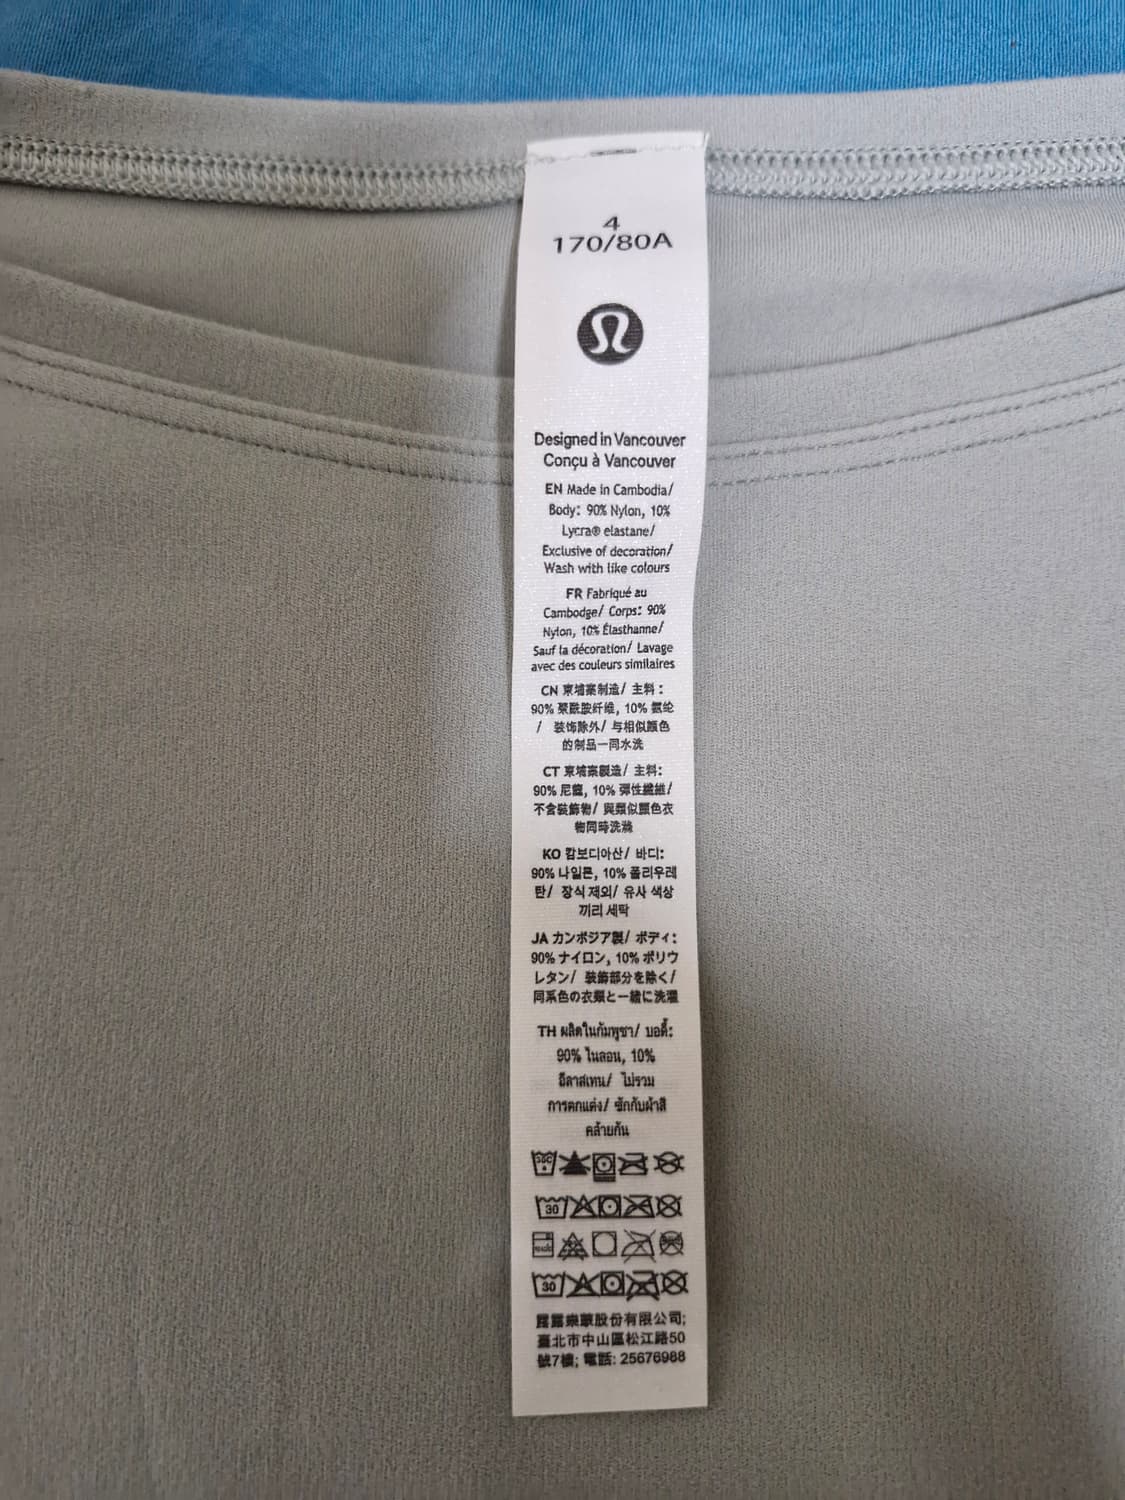 4
170/80A
Designed in Vancouver
Conçu à Vancouver
EN Made in Cambodia/
Body: 90% Nylon, 10%
Lycra® elastane/
Exclusive of decoration/
Wash with like colours
FR Fabriqué au
Cambodge/ Corps: 90%
Nylon, 10% Élasthanne/
Sauf la décoration/ Lavage
avec des couleurs similaires
CN 柬埔寨制造/ 主料：
90% 聚酰胺纤维, 10% 氨纶
/ 装饰除外/ 与相似颜色
的制品一同水洗
CT 柬埔寨製造/ 主料:
90% 尼龍, 10% 彈性纖維/
不含裝飾物/ 與類似顏色衣
物同時洗滌
KO 캄보디아산/ 바디:
90% 나일론, 10% 폴리우레
탄/ 장식 제외/ 유사 색상
끼리 세탁
JA カンボジア製/ ボディ:
90% ナイロン, 10% ポリウ
レタン/ 装飾部分を除く/
同系色の衣類と一緒に洗濯
TH ผลิตในกัมพูชา/ บอดี้:
90% ไนลอน, 10%
อีลาสเทน/ ไม่รวม
การตกแต่ง/ ซักกับผ้าสี
คล้ายกัน
30
30
股份有限公司;
臺北市中山區松江路50
號7樓; 電話: 25676988